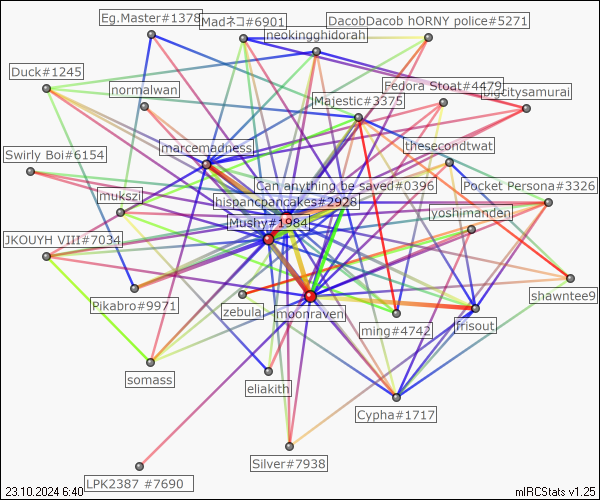 Eg.Master#1378
Madネコ#6901
DacobDacob hORNY police#5271
neokingghidorah
Duck#1245
normalwan
Fedora Stoat#4479
bigcitysamurai
Majestic#3375
marcemadness
thesecondtwat
Swirly Boi#6154
Can anything be saved#0396
Pocket Persona#3326
mukszi
hispancpancakes#2928
yoshimanden
Mushy#1984
JKOUYH VIII#7034
Pikabro#9971
zebulal
moonraven
shawntee9
ming#4742
frisout
somass
eliakith
Cypha#1717
Silver#7938
LPK2387 #7690
23.10.2024 6:40
mIRCStats v1.25